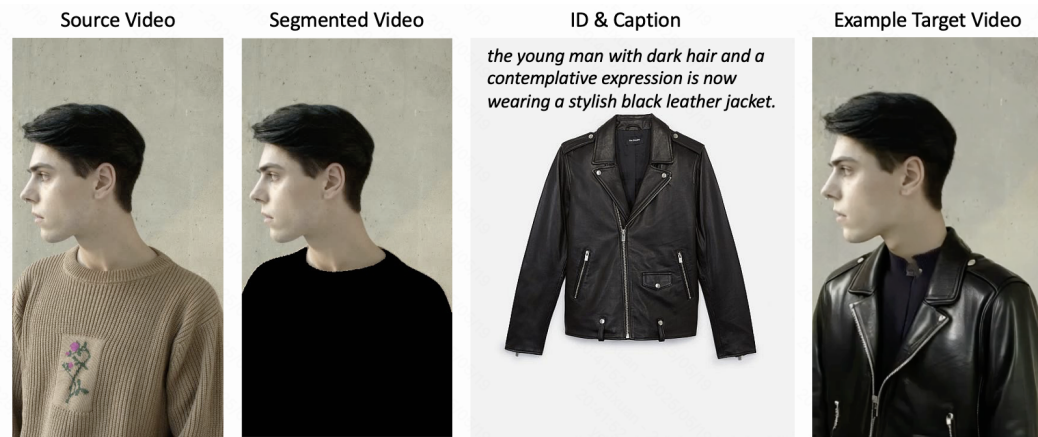 Source Video
Segmented Video
ID & Caption
Example Target Video
the young man with dark hair and a
contemplative expression is now
wearing a stylish black leather jacket.